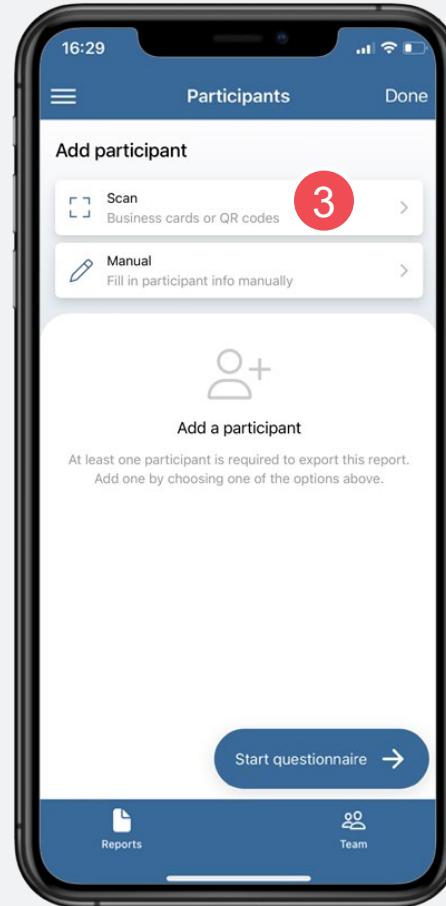 16:29
Participants
Done
Add participant
Scan
Business cards or QR codes
3
Manual
Fill in participant info manually
Add a participant
At least one participant is required to export this report.
Add one by choosing one of the options above.
Start questionnaire
Reports
Team